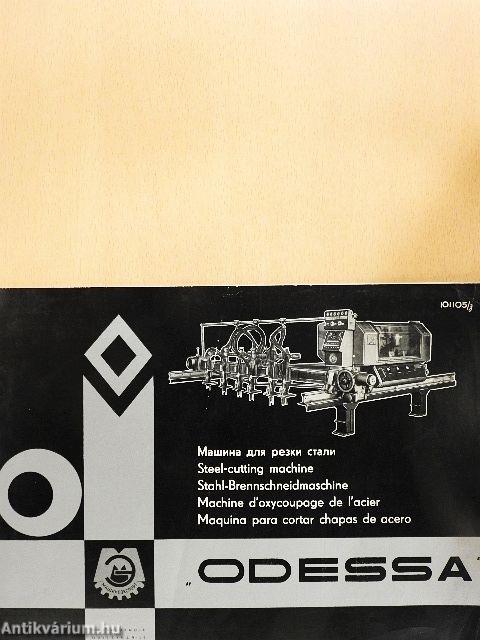 101105/3
Машина для резки стали
Steel-cutting machine
Stahl-Brennschneidmaschine
Machine d'oxycoupage de l'acier
Maquina para cortar chapas de acero
„ODESSA"
Antikvárium.hu